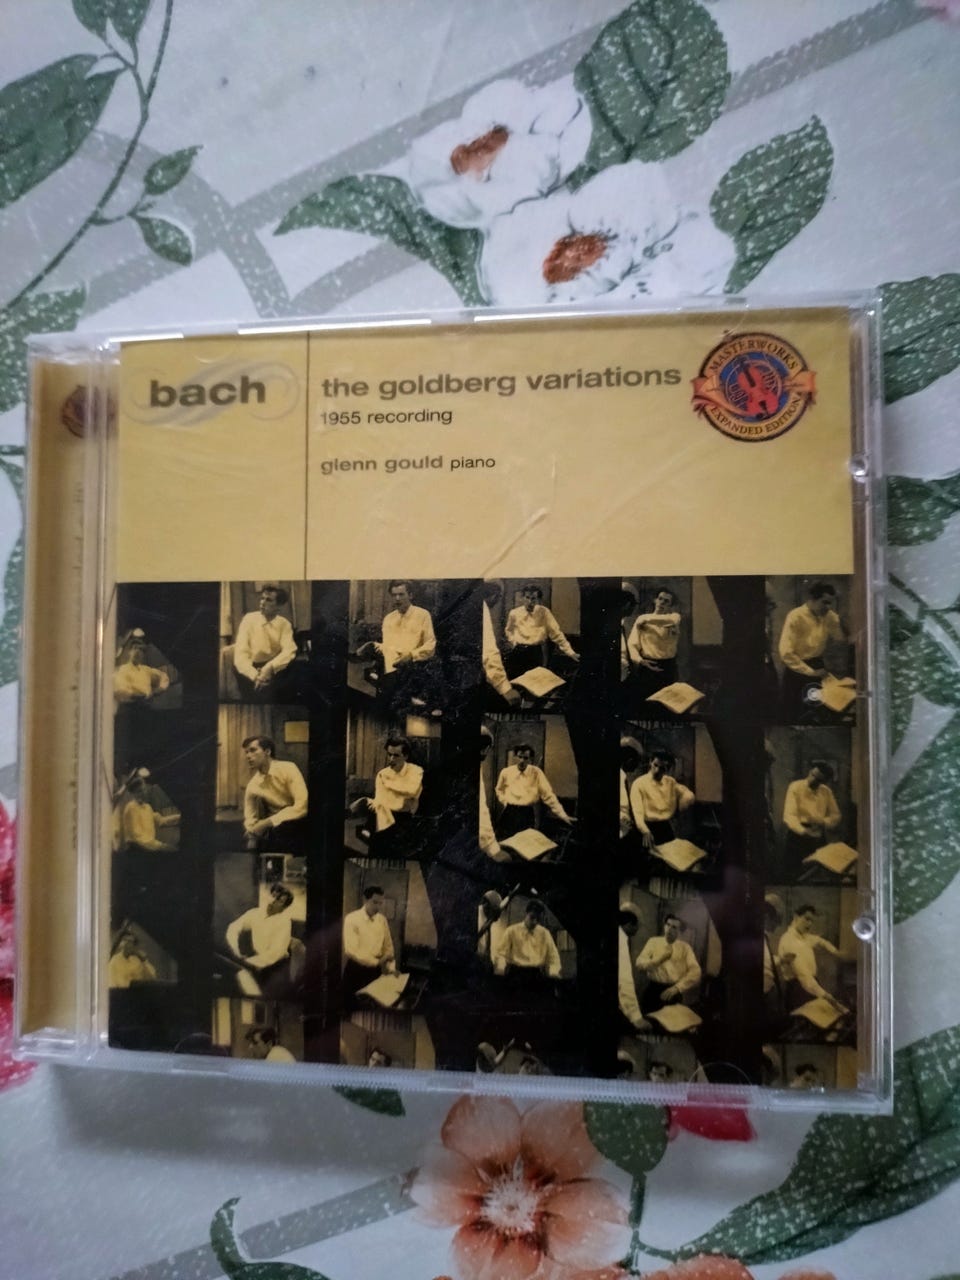 bach
the goldberg variations
1955 recording
glenn gould piano
MASTERWORKS
EXPANDED EDITION